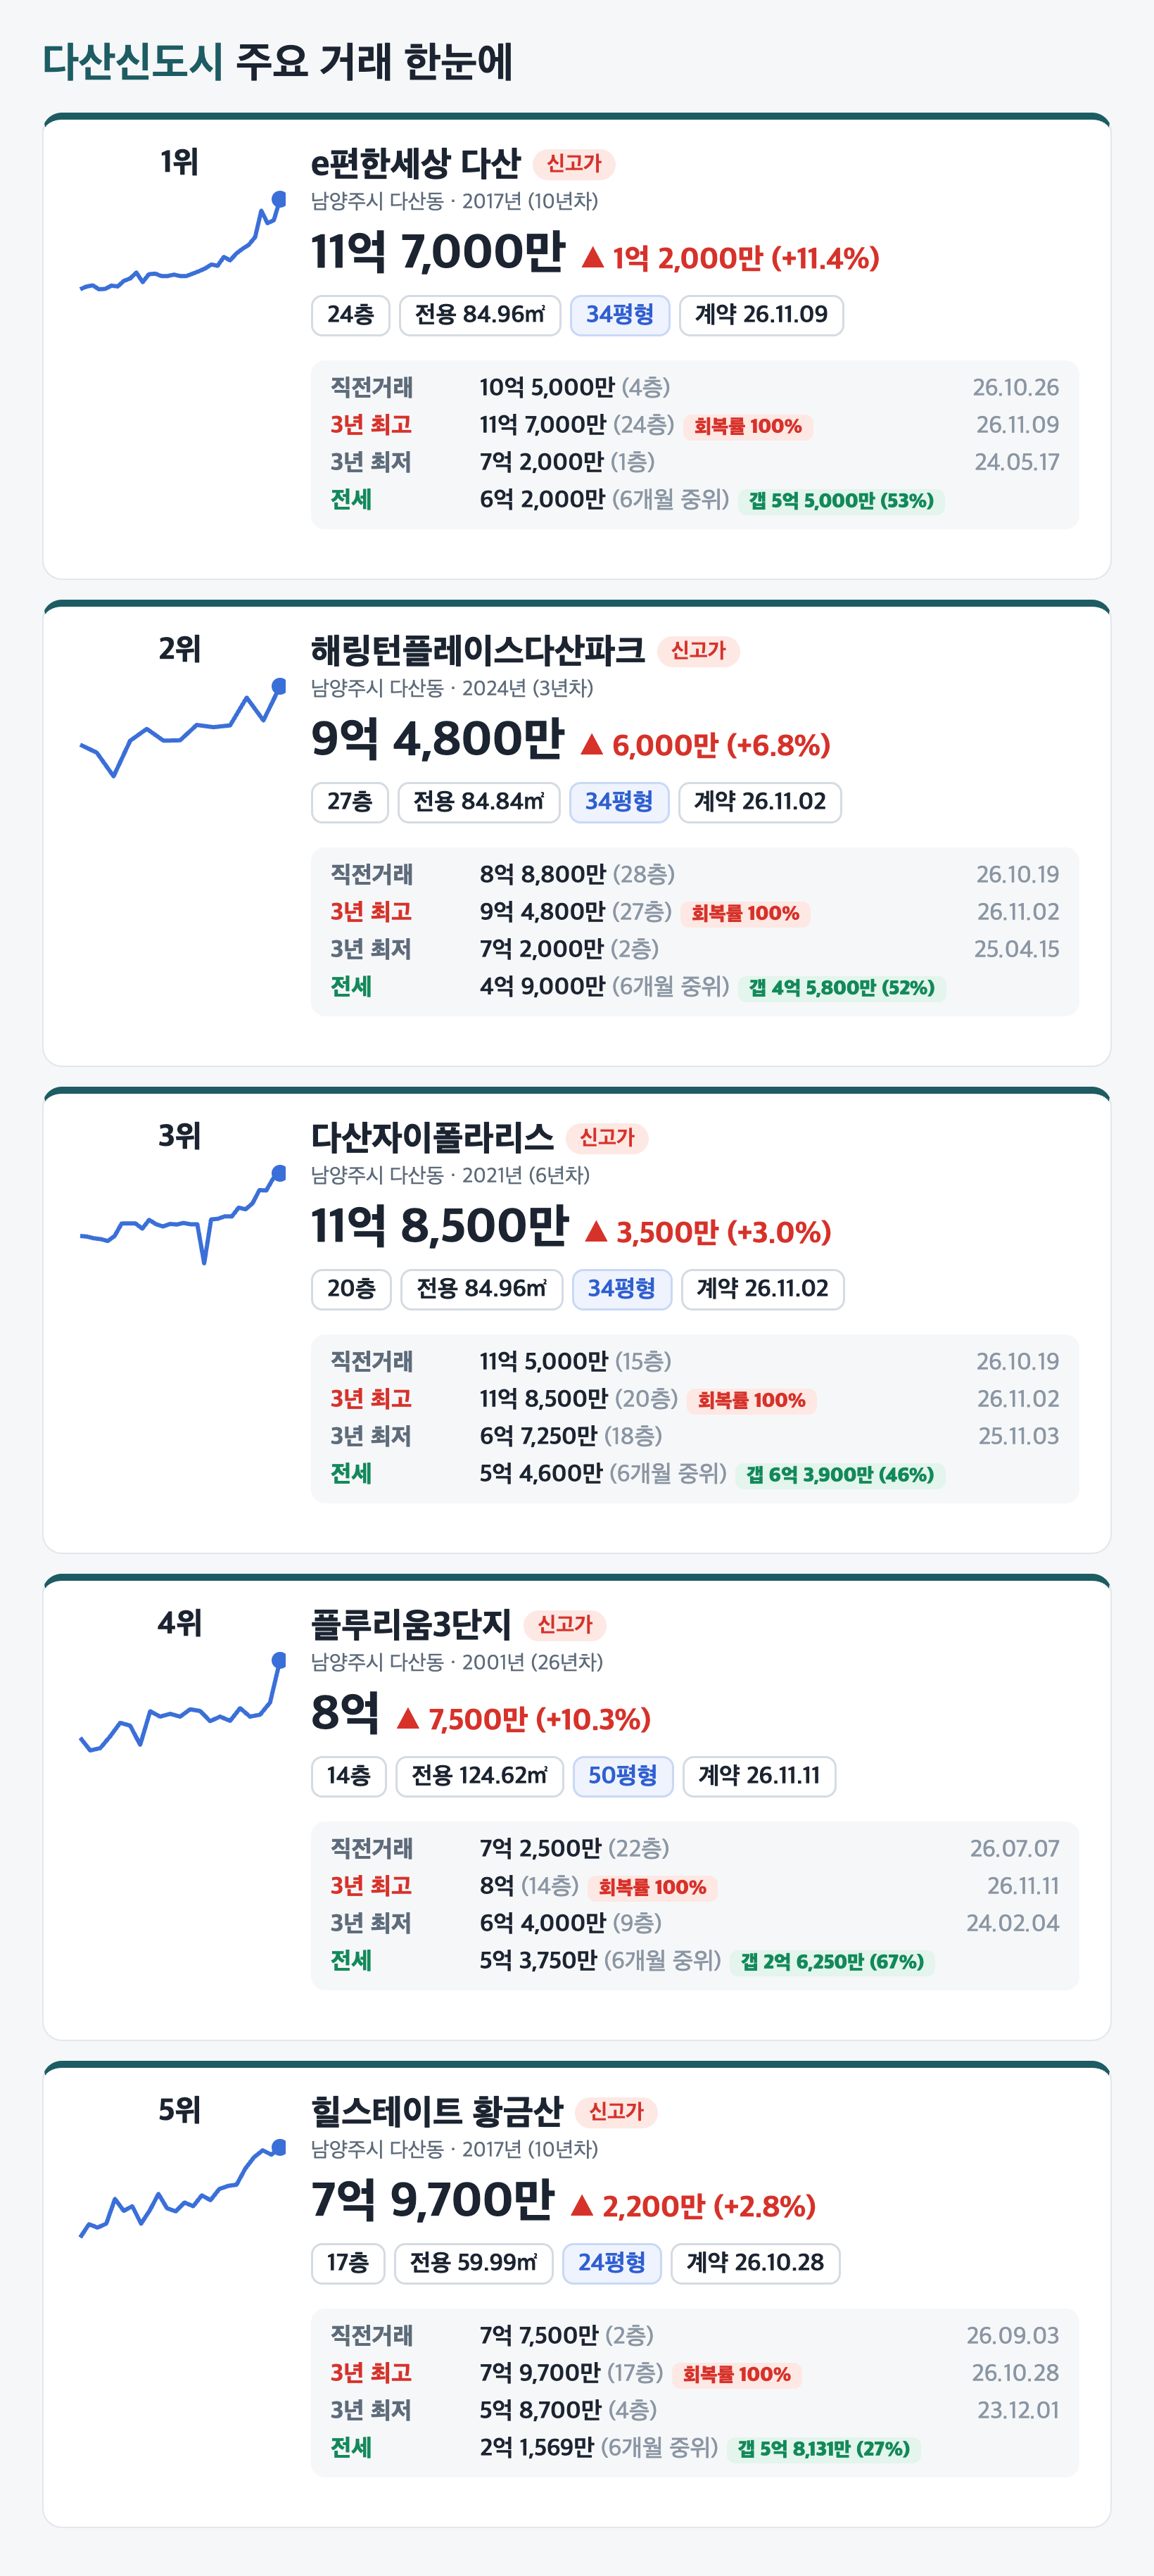 다산신도시 주요 거래 한눈에
1위
e편한세상 다산 신고가
남양주시 다산동 · 2017년 (10년차)
11억 7,000만 ▲ 1억 2,000만 (+11.4%)
24층 전용 84.96㎡ 34평형 계약 26.11.09
직전거래 10억 5,000만 (4층) 26.10.26
3년 최고 11억 7,000만 (24층) 회복률 100% 26.11.09
3년 최저 7억 2,000만 (1층) 24.05.17
전세 6억 2,000만 (6개월 중위) 갭 5억 5,000만 (53%)
2위
해링턴플레이스다산파크 신고가
남양주시 다산동 · 2024년 (3년차)
9억 4,800만 ▲ 6,000만 (+6.8%)
27층 전용 84.84㎡ 34평형 계약 26.11.02
직전거래 8억 8,800만 (28층) 26.10.19
3년 최고 9억 4,800만 (27층) 회복률 100% 26.11.02
3년 최저 7억 2,000만 (2층) 25.04.15
전세 4억 9,000만 (6개월 중위) 갭 4억 5,800만 (52%)
3위
다산자이폴라리스 신고가
남양주시 다산동 · 2021년 (6년차)
11억 8,500만 ▲ 3,500만 (+3.0%)
20층 전용 84.96㎡ 34평형 계약 26.11.02
직전거래 11억 5,000만 (15층) 26.10.19
3년 최고 11억 8,500만 (20층) 회복률 100% 26.11.02
3년 최저 6억 7,250만 (18층) 25.11.03
전세 5억 4,600만 (6개월 중위) 갭 6억 3,900만 (46%)
4위
플루리움3단지 신고가
남양주시 다산동 · 2001년 (26년차)
8억 ▲ 7,500만 (+10.3%)
14층 전용 124.62㎡ 50평형 계약 26.11.11
직전거래 7억 2,500만 (22층) 26.07.07
3년 최고 8억 (14층) 회복률 100% 26.11.11
3년 최저 6억 4,000만 (9층) 24.02.04
전세 5억 3,750만 (6개월 중위) 갭 2억 6,250만 (67%)
5위
힐스테이트 황금산 신고가
남양주시 다산동 · 2017년 (10년차)
7억 9,700만 ▲ 2,200만 (+2.8%)
17층 전용 59.99㎡ 24평형 계약 26.10.28
직전거래 7억 7,500만 (2층) 26.09.03
3년 최고 7억 9,700만 (17층) 회복률 100% 26.10.28
3년 최저 5억 8,700만 (4층) 23.12.01
전세 2억 1,569만 (6개월 중위) 갭 5억 8,131만 (27%)